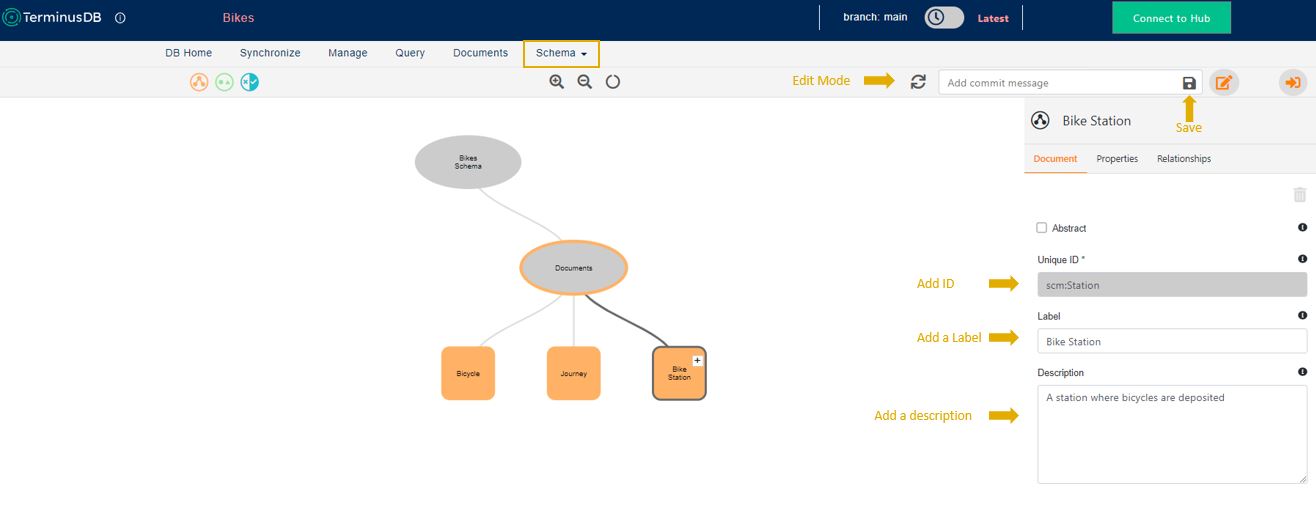 TerminusDB
Bikes
branch: main
Latest
Connect to Hub
DB Home
Synchronize
Manage
Query
Documents
Schema
Edit Mode
Add commit message
Save
Bike Station
Document
Properties
Relationships
Abstract
Unique ID *
Add ID
scm:Station
Label
Add a Label
Bike Station
Description
Add a description
A station where bicycles are deposited
Bikes
Schema
Documents
Bicycle
Journey
Bike
Station